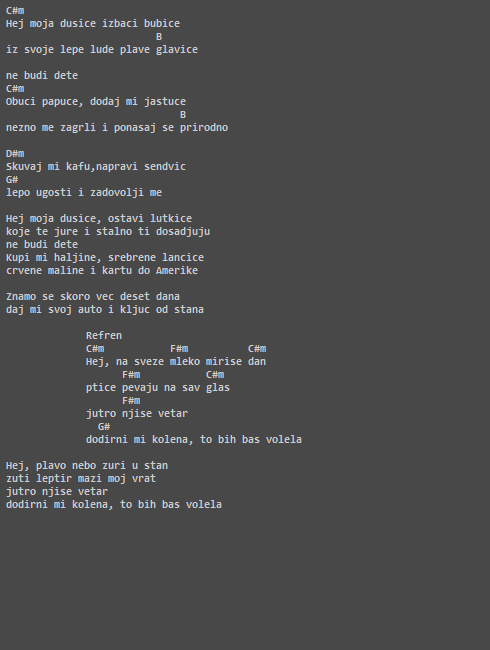 C#m
Hej moja dusice izbaci bubice
B
iz svoje lepe lude plave glavice
ne budi dete
C#m
Obuci papuce, dodaj mi jastuce
B
nezno me zagrli i ponasaj se prirodno
D#m
Skuvaj mi kafu,napravi sendvic
G#
lepo ugosti i zadovolji me
Hej moja dusice, ostavi lutkice
koje te jure i stalno ti dosadjuju
ne budi dete
Kupi mi haljine, srebrene lancice
crvene maline i kartu do Amerike
Znamo se skoro vec deset dana
daj mi svoj auto i kljuc od stana
Refren
C#m F#m C#m
Hej, na sveze mleko mirise dan
F#m C#m
ptice pevaju na sav glas
F#m
jutro njise vetar
G#
dodirni mi kolena, to bih bas volela
Hej, plavo nebo zuri u stan
zuti leptir mazi moj vrat
jutro njise vetar
dodirni mi kolena, to bih bas volela